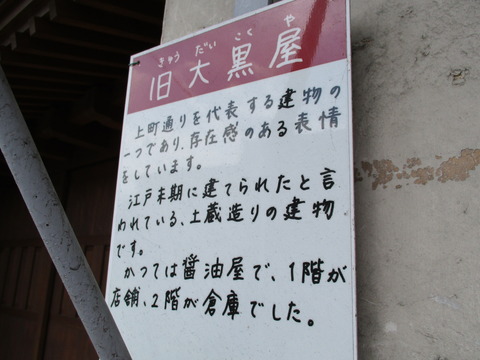 きゅう だい こく や
旧大黒屋
上町通りを代表する建物の
一つであり、存在感のある表情
をしています。
江戸末期に建てられたと言
われている、土蔵造りの建物
です。
かつては醤油屋で、1階が
店舗、2階が倉庫でした。